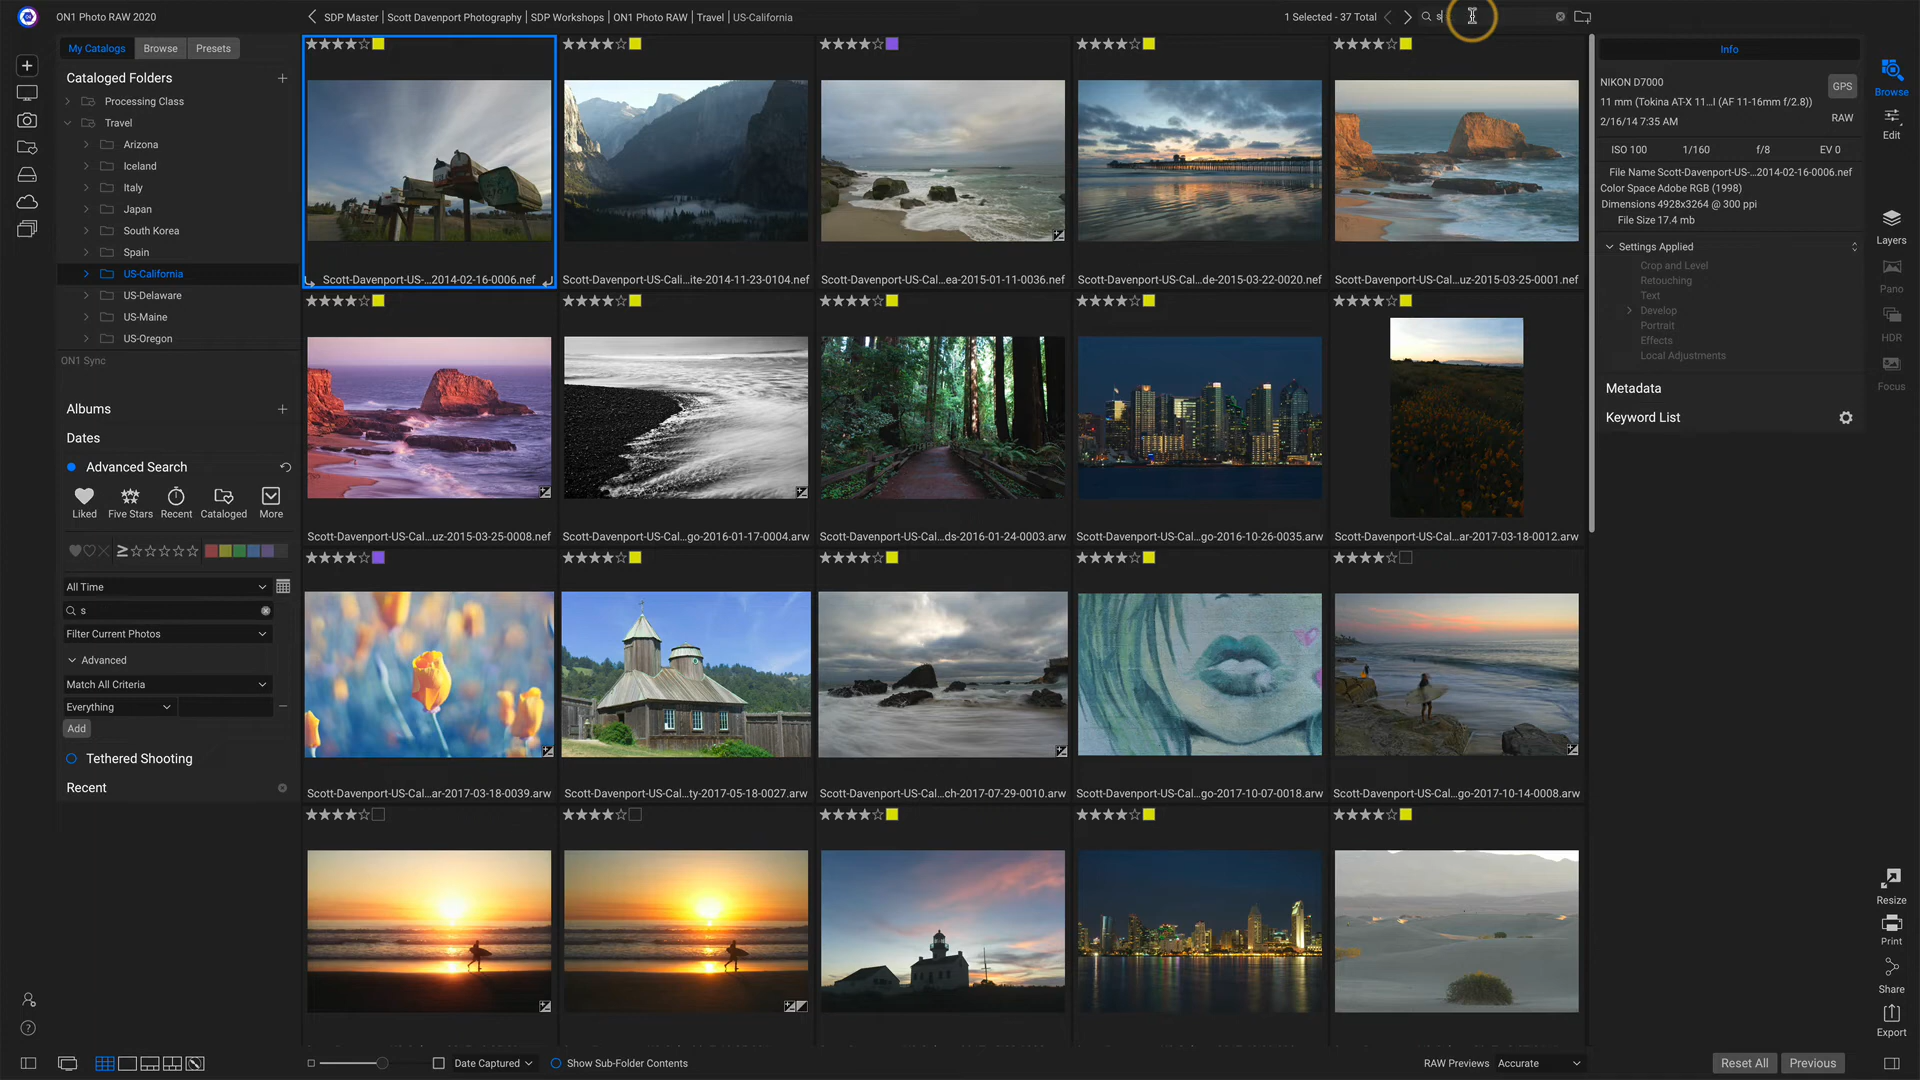 ON1 Photo RAW 2020
SDP Master | Scott Davenport Photography | SDP Workshops | ON1 Photo RAW | Travel | US-California
1 Selected - 37 Total
s
My Catalogs Browse Presets
Cataloged Folders
Processing Class
Travel
Arizona
Iceland
Italy
Japan
South Korea
Spain
US-California
US-Delaware
US-Maine
US-Oregon
ON1 Sync
Albums
Dates
Advanced Search
Liked Five Stars Recent Cataloged More
All Time
s
Filter Current Photos
Advanced
Match All Criteria
Everything
Add
Tethered Shooting
Recent
Scott-Davenport-US-...2014-02-16-0006.nef
Scott-Davenport-US-Cali...ite-2014-11-23-0104.nef
Scott-Davenport-US-Cal...ea-2015-01-11-0036.nef
Scott-Davenport-US-Cal...de-2015-03-22-0020.nef
Scott-Davenport-US-Cal...uz-2015-03-25-0001.nef
Scott-Davenport-US-Cal...uz-2015-03-25-0008.nef
Scott-Davenport-US-Cal...go-2016-01-17-0004.arw
Scott-Davenport-US-Cal...ds-2016-01-24-0003.arw
Scott-Davenport-US-Cal...go-2016-10-26-0035.arw
Scott-Davenport-US-Cal...ar-2017-03-18-0012.arw
Scott-Davenport-US-Cal...ar-2017-03-18-0039.arw
Scott-Davenport-US-Cal...ty-2017-05-18-0027.arw
Scott-Davenport-US-Cal...ch-2017-07-29-0010.arw
Scott-Davenport-US-Cal...go-2017-10-07-0018.arw
Scott-Davenport-US-Cal...go-2017-10-14-0008.arw
Date Captured
Show Sub-Folder Contents
RAW Previews Accurate
Info
NIKON D7000
GPS
11 mm (Tokina AT-X 11...I (AF 11-16mm f/2.8))
2/16/14 7:35 AM
RAW
ISO 100 1/160 f/8 EV 0
File Name Scott-Davenport-US-...2014-02-16-0006.nef
Color Space Adobe RGB (1998)
Dimensions 4928x3264 @ 300 ppi
File Size 17.4 mb
Settings Applied
Crop and Level
Retouching
Text
Develop
Portrait
Effects
Local Adjustments
Metadata
Keyword List
Browse
Edit
Layers
Pano
HDR
Focus
Resize
Print
Share
Export
Reset All Previous